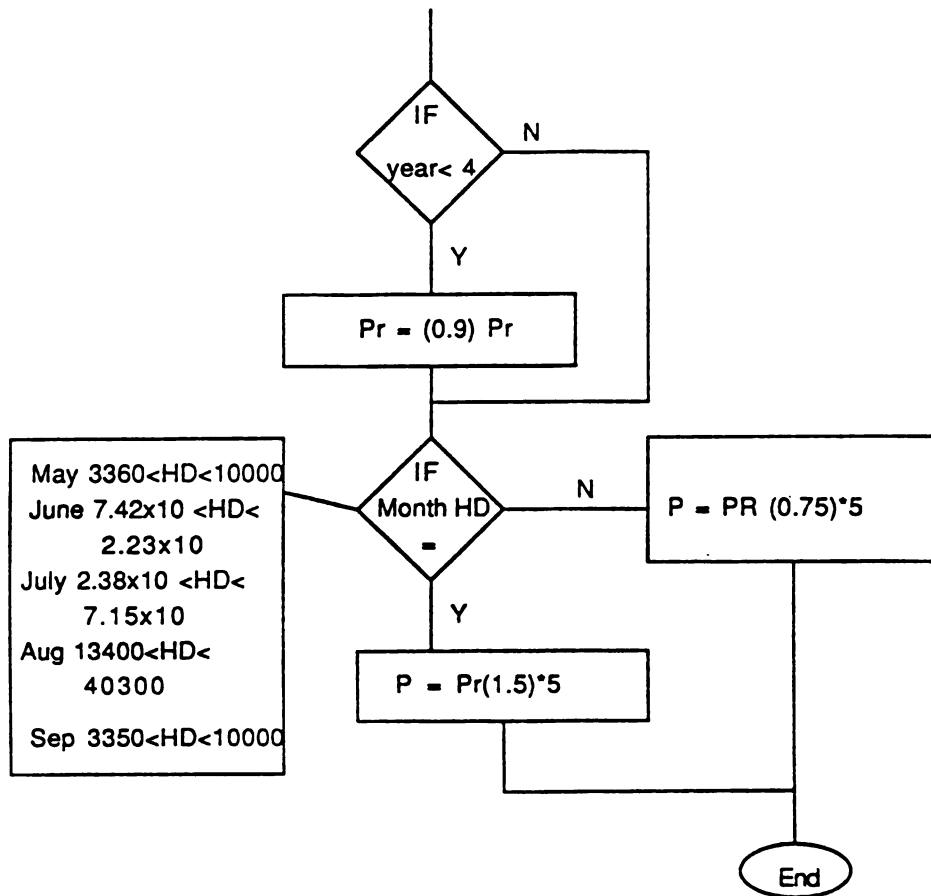 IF
year< 4
N
Y
Pr = (0.9) Pr
May 3360<HD<10000
June 7.42x10 <HD<
2.23x10
July 2.38x10 <HD<
7.15x10
Aug 13400<HD<
40300
Sep 3350<HD<10000
IF
Month HD
=
N
P = PR (0.75)*5
Y
P = Pr(1.5)*5
End